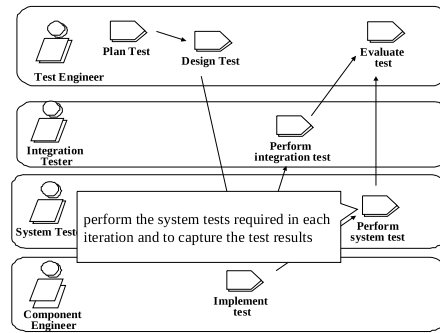 Plan Test
Design Test
Evaluate
test
Test Engineer
Perform
integration test
Integration
Tester
perform the system tests required in each
iteration and to capture the test results
System
Perform
system test
Implement
test
Component
Engineer